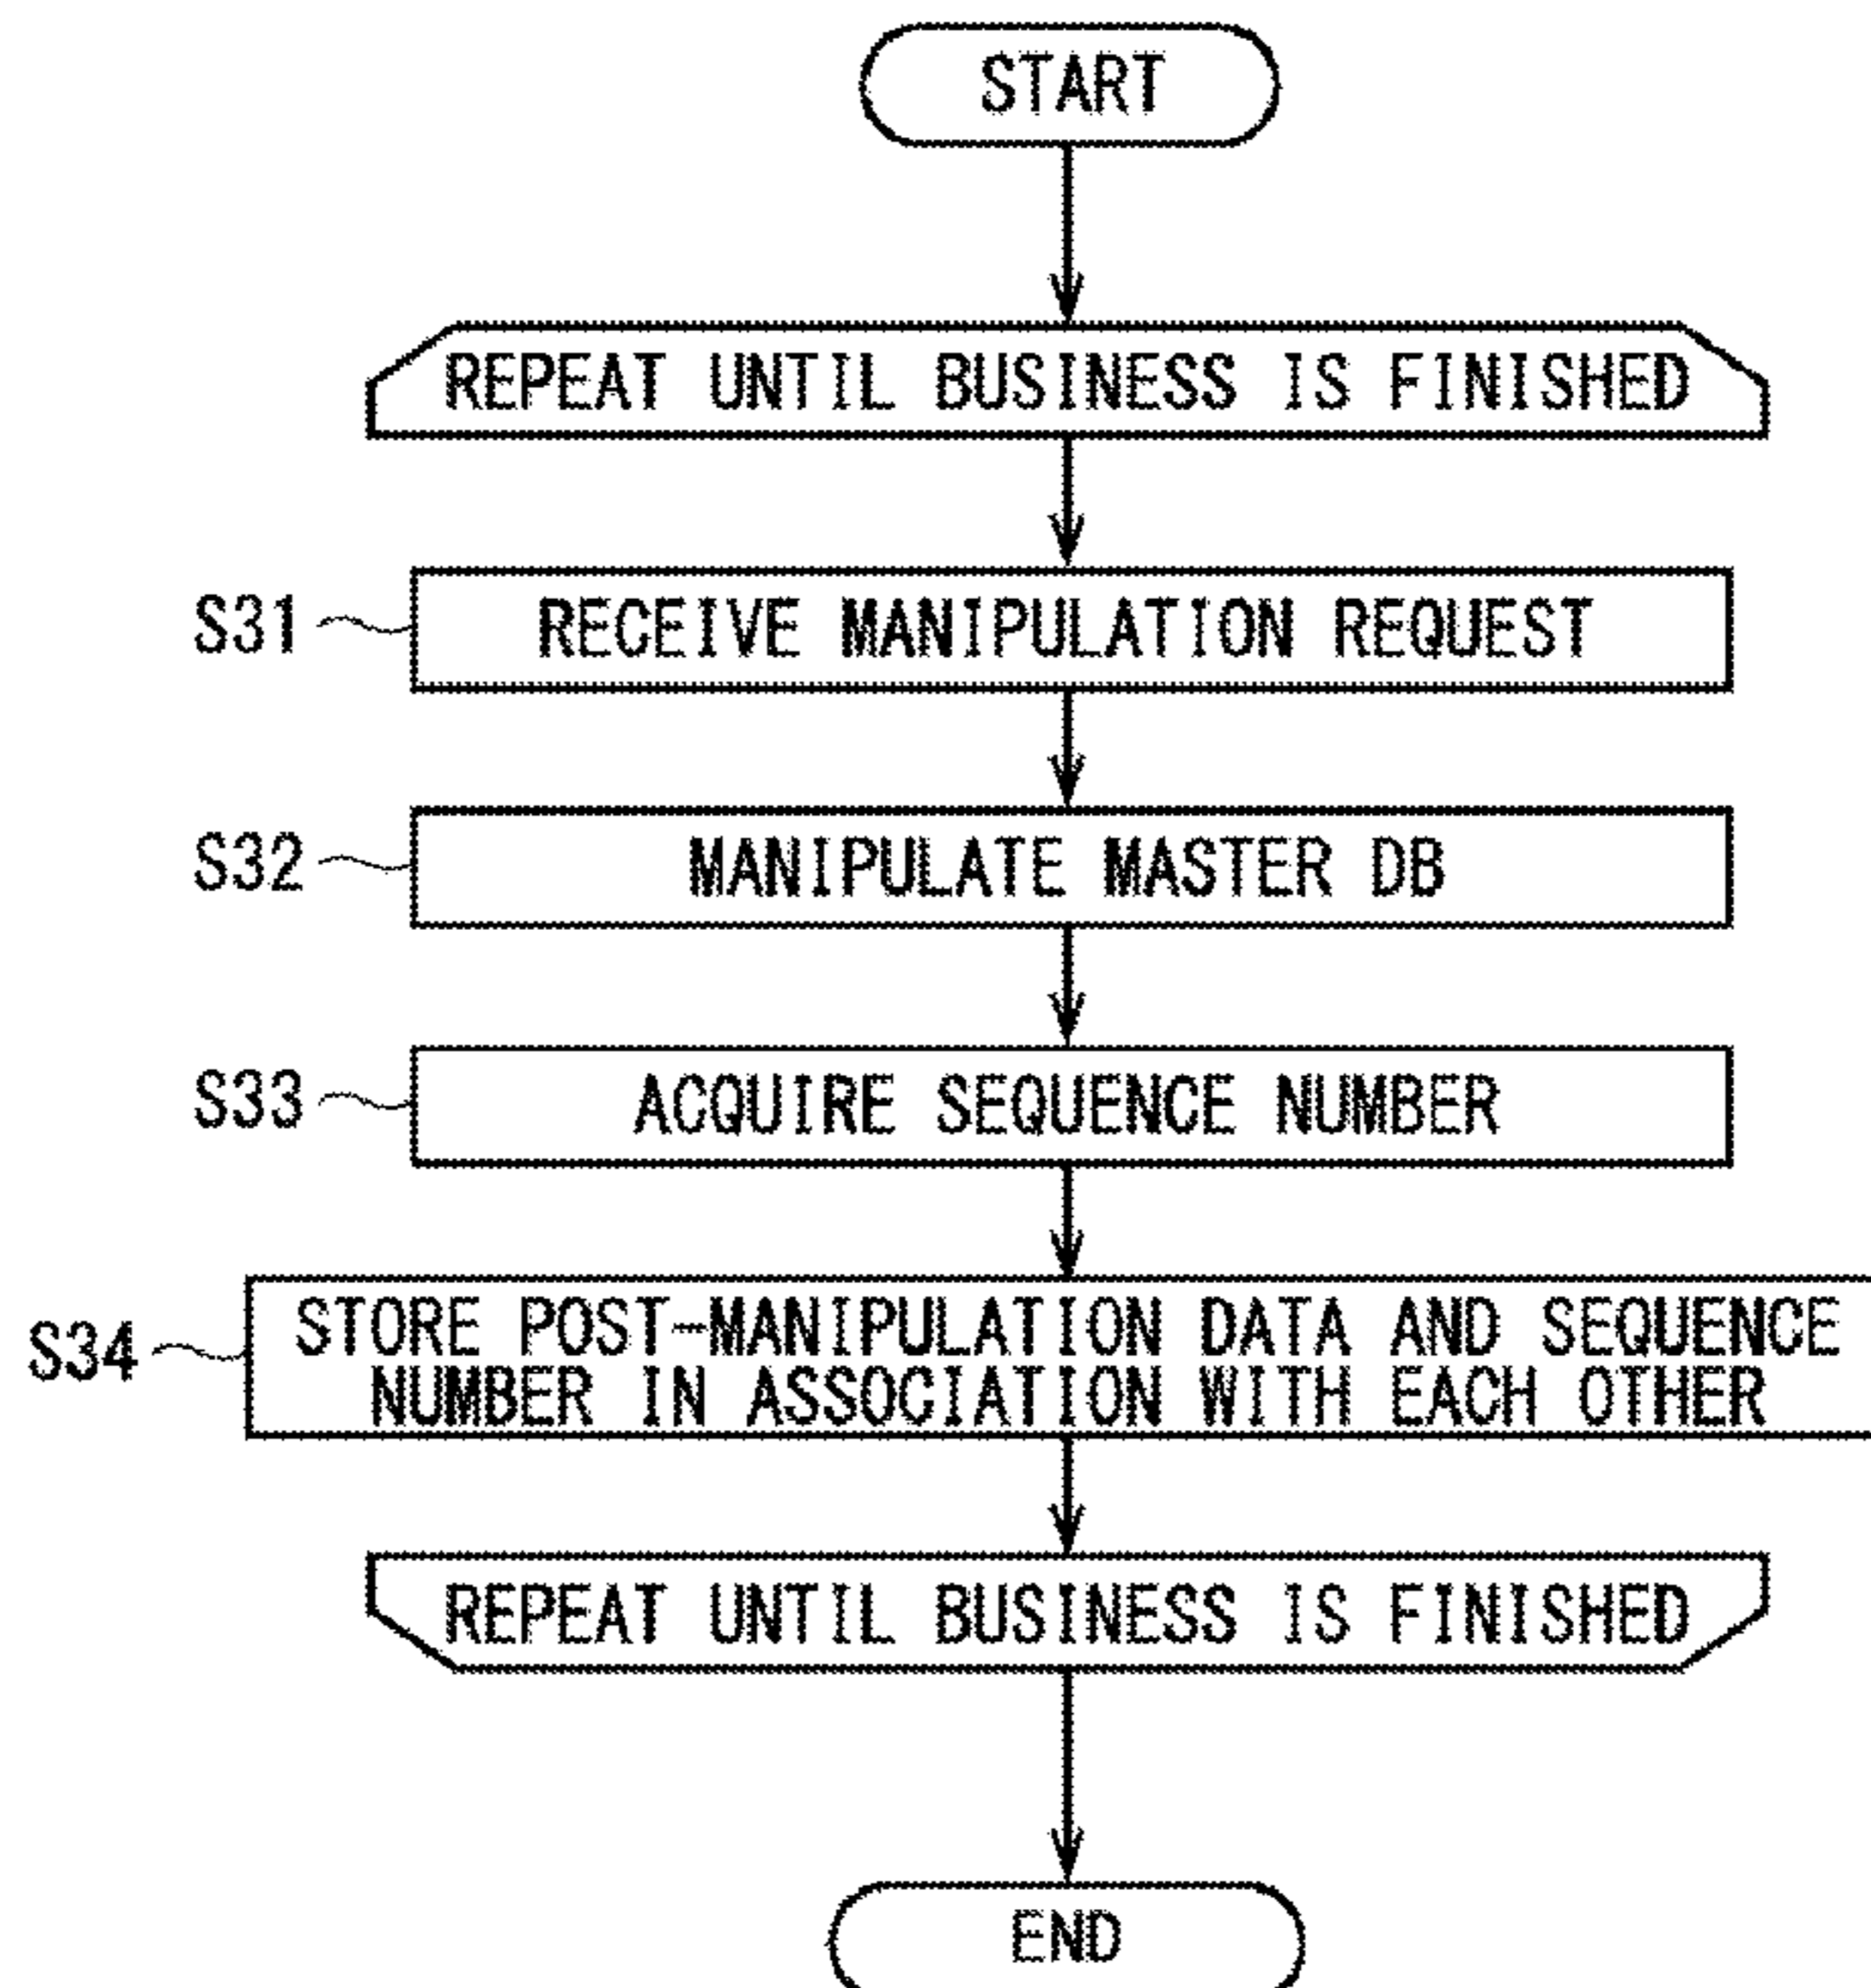 START
REPEAT UNTIL BUSINESS IS FINISHED
S31
RECEIVE MANIPULATION REQUEST
S32
MANIPULATE MASTER DB
S33
ACQUIRE SEQUENCE NUMBER
S34
STORE POST-MANIPULATION DATA AND SEQUENCE
NUMBER IN ASSOCIATION WITH EACH OTHER
REPEAT UNTIL BUSINESS IS FINISHED
END